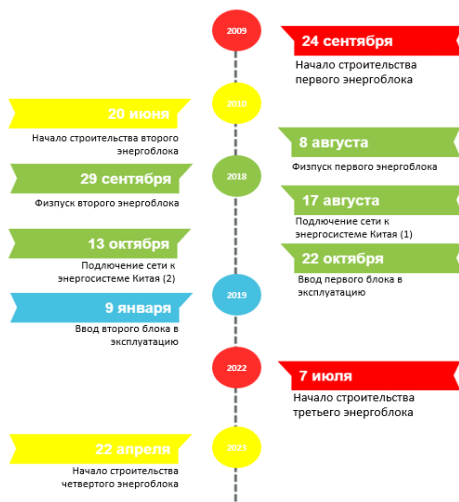 2009
24 сентября
Начало строительства
первого энергоблока
2010
20 июня
Начало строительства второго
энергоблока
2018
8 августа
Физпуск первого энергоблока
29 сентября
Физпуск второго энергоблока
17 августа
Подлючение сети к
энергосистеме Китая (1)
13 октября
Подлючение сети к
энергосистеме Китая (2)
22 октября
Ввод первого блока в
эксплуатацию
2019
9 января
Ввод второго блока в
эксплуатацию
2022
7 июля
Начало строительства
третьего энергоблока
2023
22 апреля
Начало строительства
четвертого энергоблока